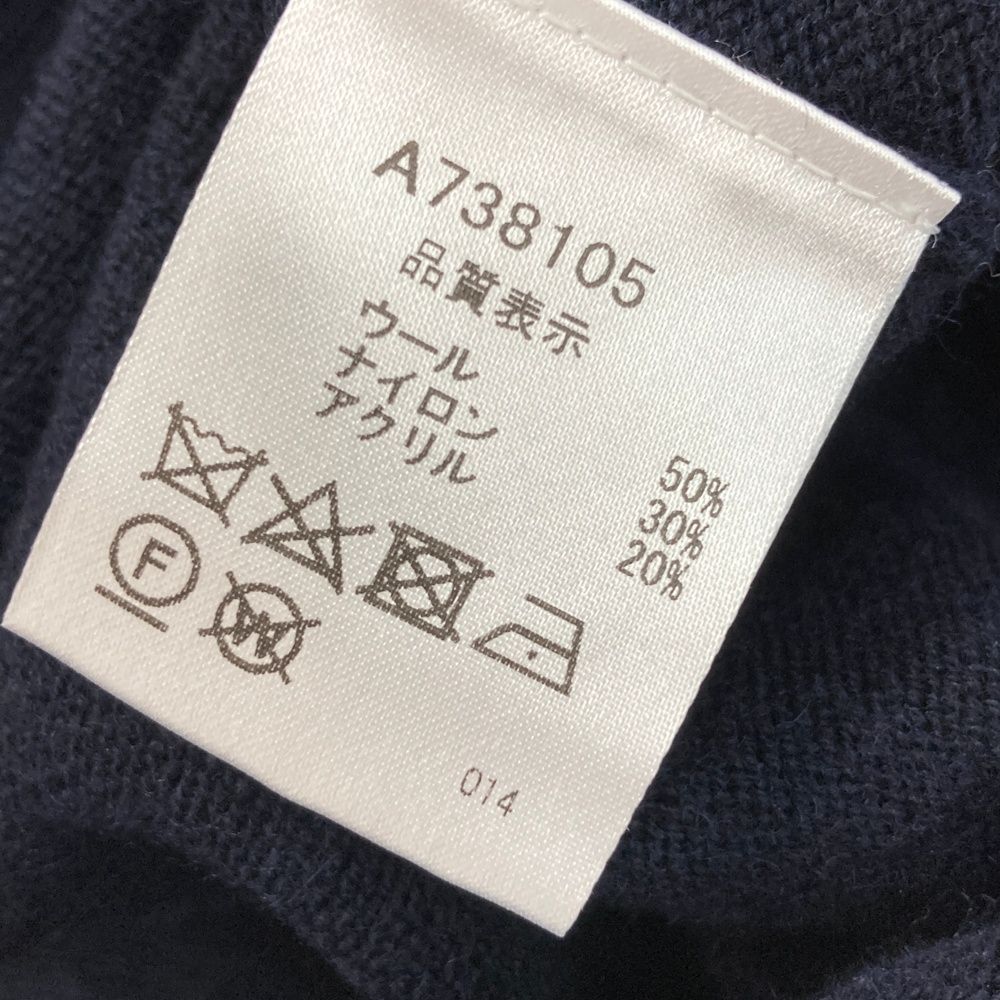 A738105
品質表示
ウール 50%
ナイロン 30%
アクリル 20%
F W
014